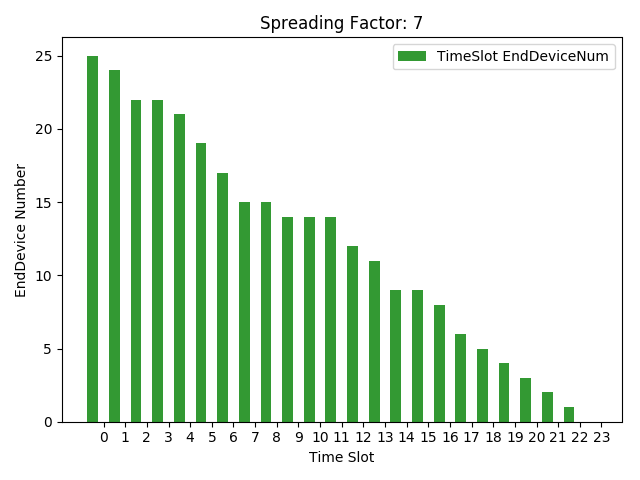 Spreading Factor: 7
TimeSlot EndDeviceNum
25
20
15
10
5
0
EndDevice Number
0 1 2 3 4 5 6 7 8 9 10 11 12 13 14 15 16 17 18 19 20 21 22 23
Time Slot